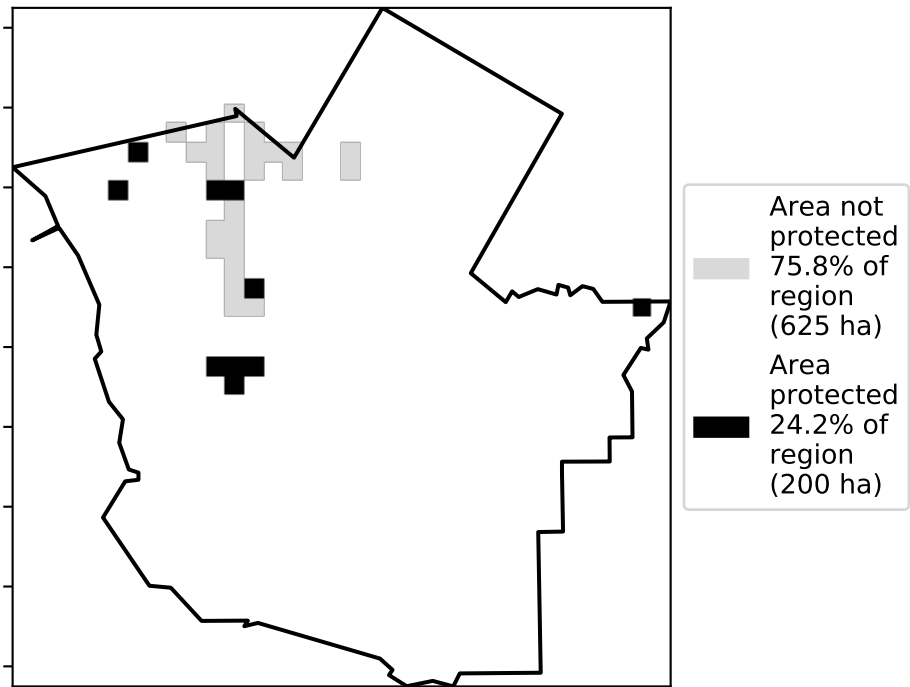 Area not
protected
75.8% of
region
(625 ha)
Area
protected
24.2% of
region
(200 ha)